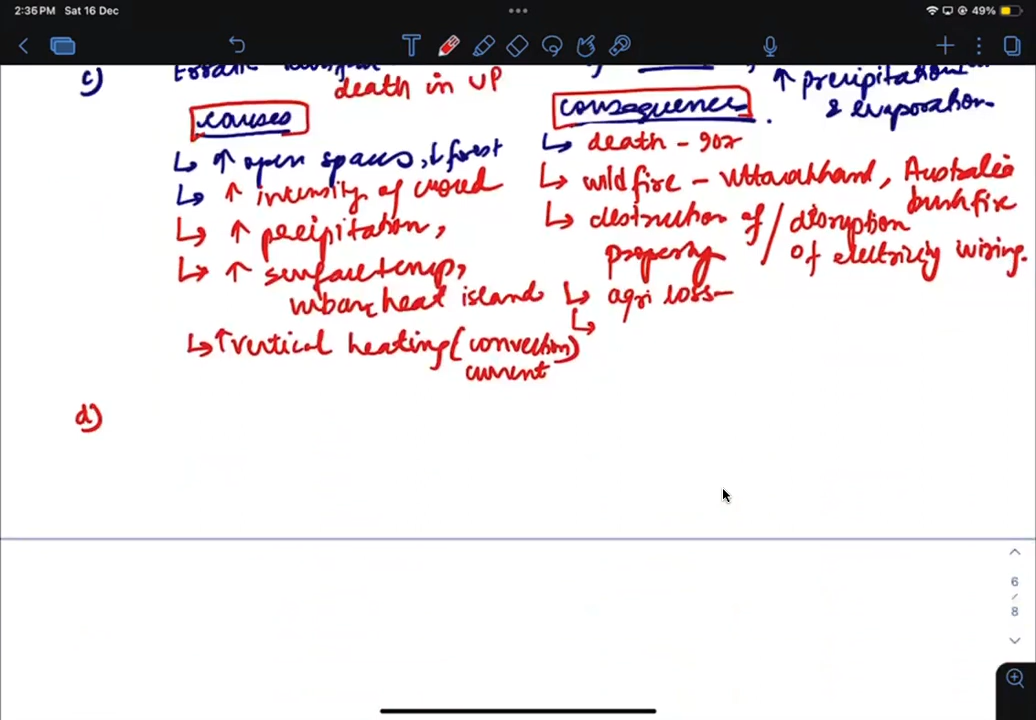 2:36 PM Sat 16 Dec
49%
c)
death in UP
↑ precipitation
& evaporation
causes
consequences
↳ ↑ open spaces, ↓ forest
↳ ↑ intensity of
↳ ↑ precipitation,
↳ ↑ surface temp,
urban heat island
↳ ↑ vertical heating (convection
current)
↳ death - 90%
↳ wildfire - Uttarakhand, Australia
bushfire
↳ destruction of / disruption
property of electricity wiring.
↳ agri loss-
↳
d)
6
/
8